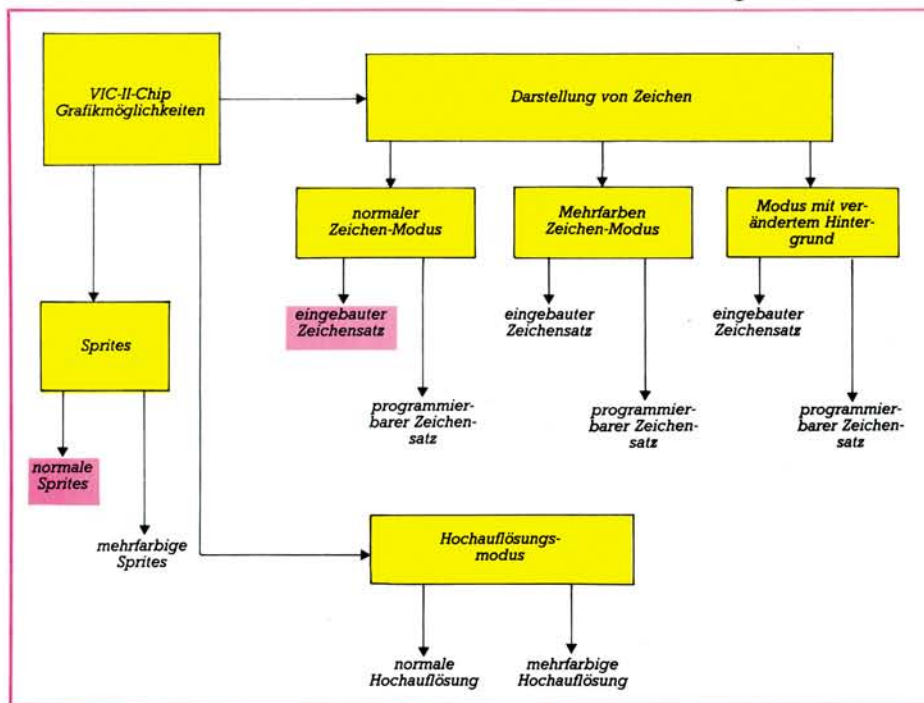 VIC-II-Chip
Grafikmöglichkeiten
Darstellung von Zeichen
normaler
Zeichen-Modus
Mehrfarben
Zeichen-Modus
Modus mit ver-
ändertem Hinter-
grund
eingebauter
Zeichensatz
eingebauter
Zeichensatz
eingebauter
Zeichensatz
Sprites
programmier-
barer Zeichen-
satz
programmier-
barer Zeichen-
satz
programmier-
barer Zeichen-
satz
normale
Sprites
mehrfarbige
Sprites
Hochauflösungs-
modus
normale
Hochauflösung
mehrfarbige
Hochauflösung